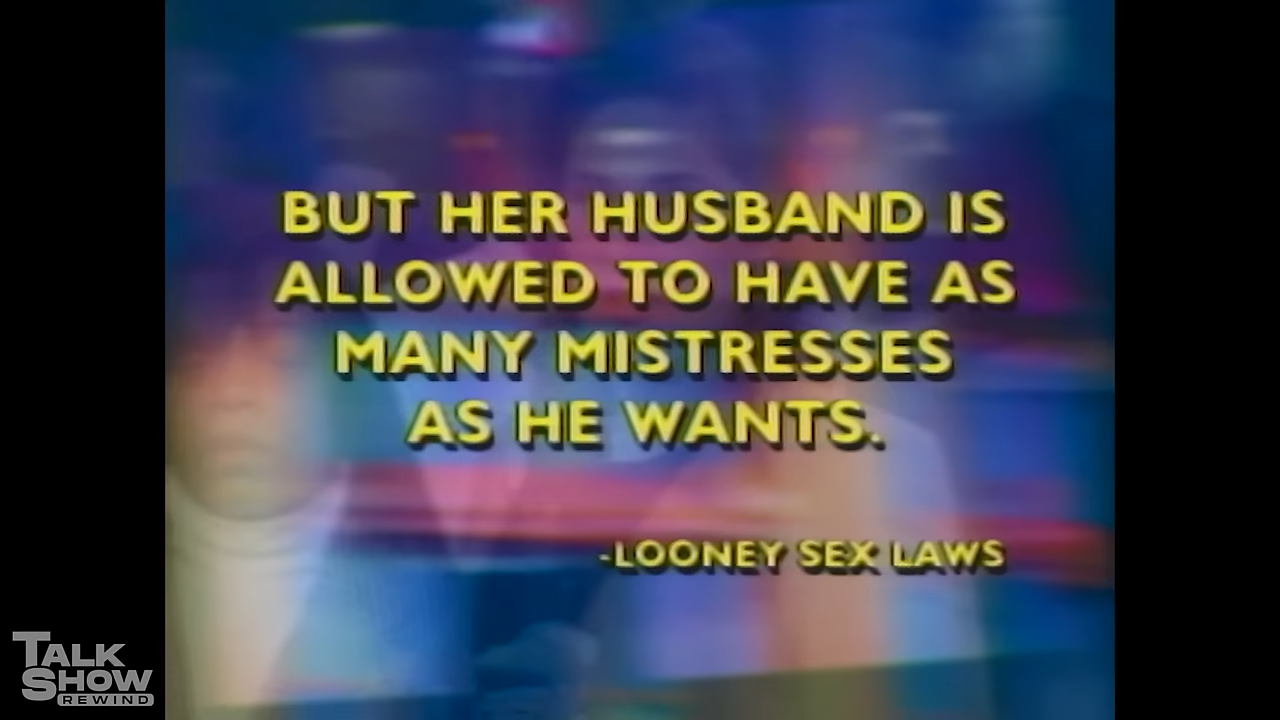 BUT HER HUSBAND IS
ALLOWED TO HAVE AS
MANY MISTRESSES
AS HE WANTS.
-LOONEY SEX LAWS
TALK
SHOW
REWIND